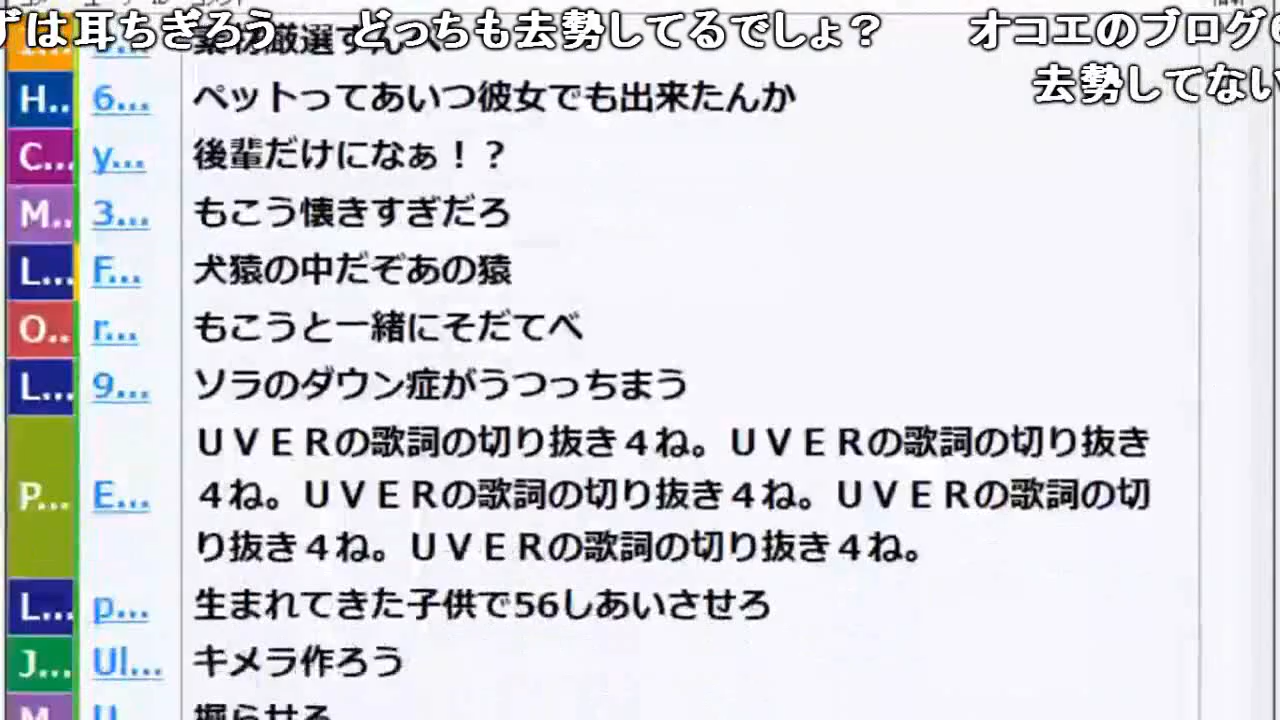 ずは耳ちぎろう どっちも去勢してるでしょ？ オコエのブログ
去勢してない
H‥ 6... ペットってあいつ彼女でも出来たんか
C... y... 後輩だけになぁ！？
M‥ 3... もこう懐きすぎだろ
L... F... 犬猿の中だぞあの猿
O‥ r... もこうと一緒にそだてべ
L... 9... ソラのダウン症がうつっちまう
P... E... ＵＶＥＲの歌詞の切り抜き４ね。ＵＶＥＲの歌詞の切り抜き
４ね。ＵＶＥＲの歌詞の切り抜き４ね。ＵＶＥＲの歌詞の切
り抜き４ね。ＵＶＥＲの歌詞の切り抜き４ね。
L... p... 生まれてきた子供で56しあいさせろ
J... Ul... キメラ作ろう
掘らせろ